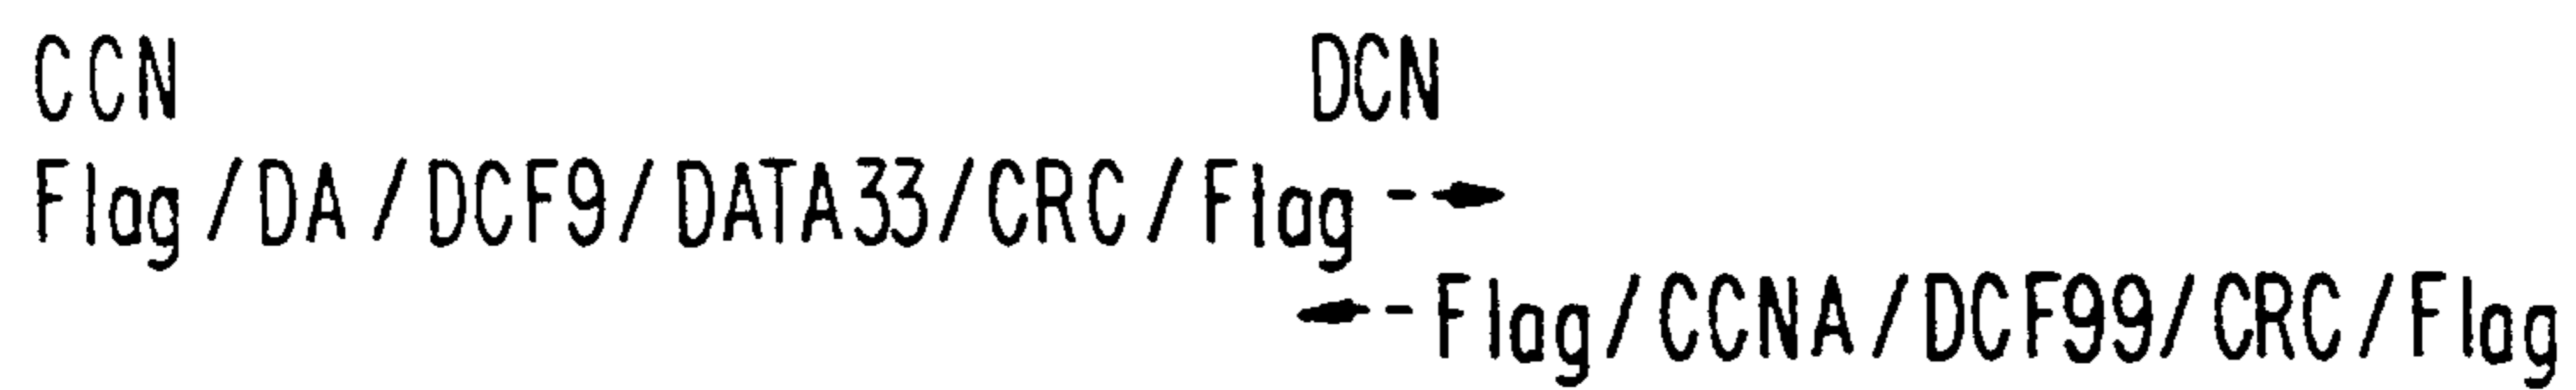 CCN DCN
Flag/DA/DCF9/DATA33/CRC/Flag -→
←-Flag/CCNA/DCF99/CRC/Flag